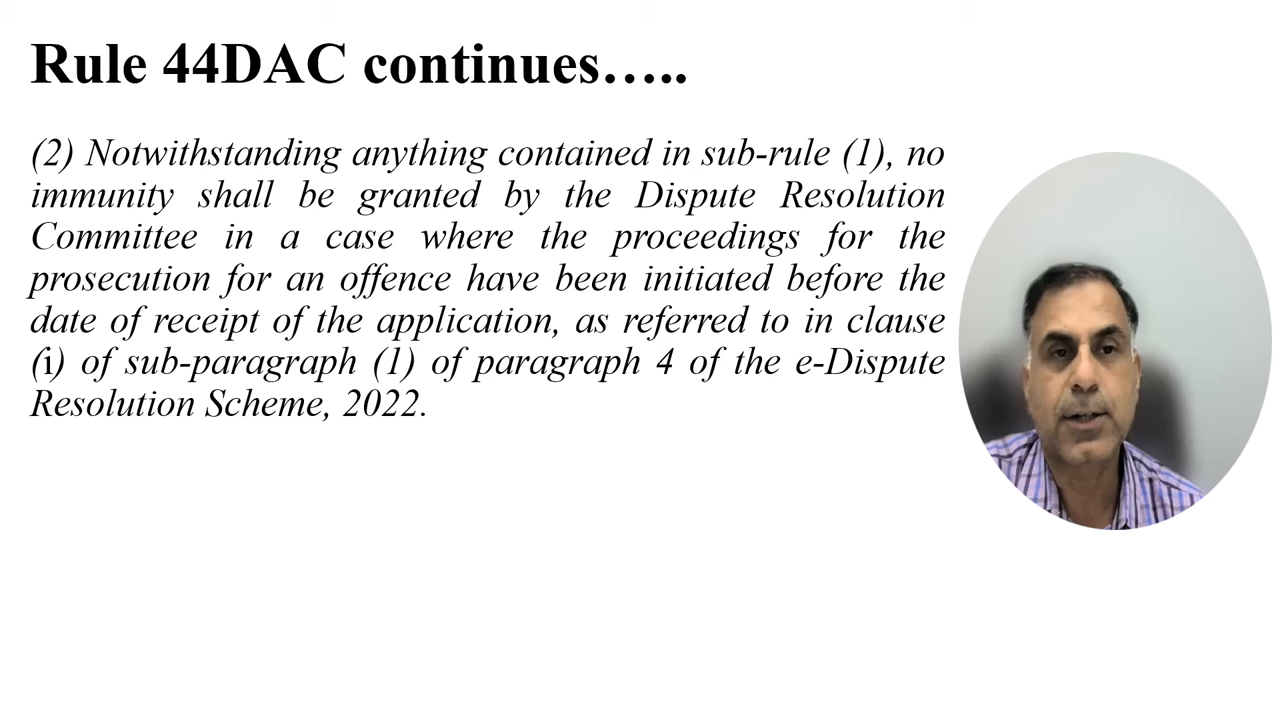 Rule 44DAC continues…..
(2) Notwithstanding anything contained in sub-rule (1), no
immunity shall be granted by the Dispute Resolution
Committee in a case where the proceedings for the
prosecution for an offence have been initiated before the
date of receipt of the application, as referred to in clause
(i) of sub-paragraph (1) of paragraph 4 of the e-Dispute
Resolution Scheme, 2022.